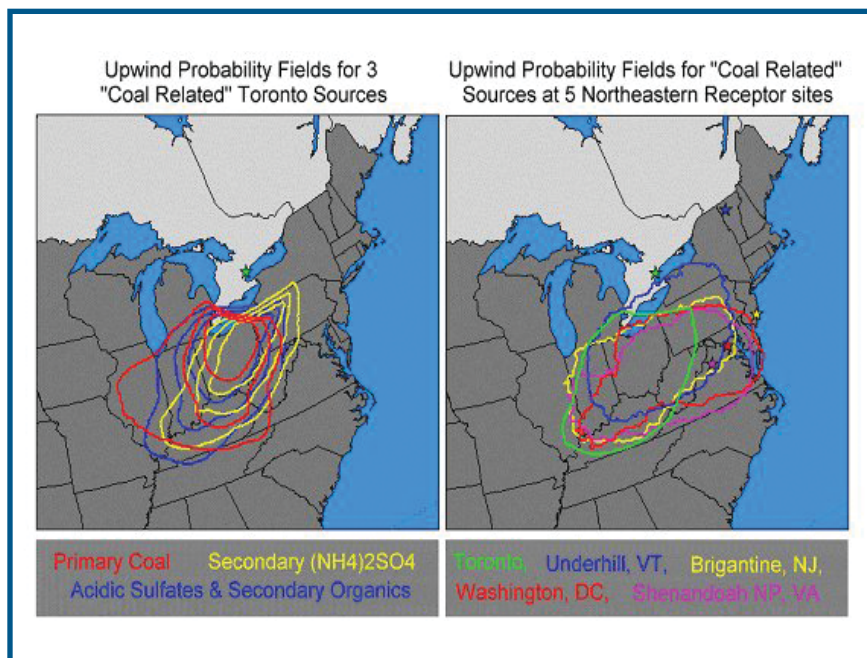 Upwind Probability Fields for 3
"Coal Related" Toronto Sources
Upwind Probability Fields for "Coal Related"
Sources at 5 Northeastern Receptor sites
Primary Coal Secondary (NH4)2SO4
Acidic Sulfates & Secondary Organics
Toronto, Underhill, VT, Brigantine, NJ,
Washington, DC, Shenandoah NP, VA